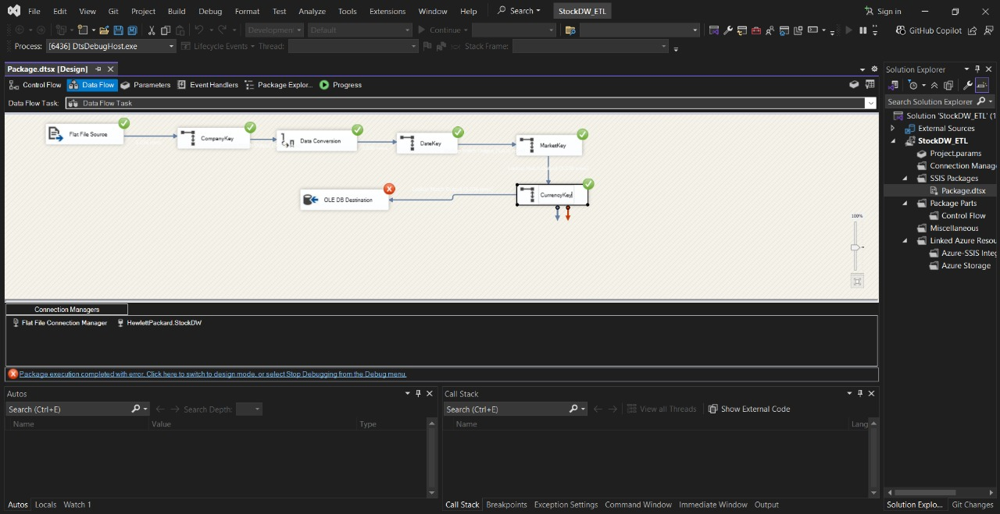 File Edit View Git Project Build Debug Format Test Analyze Tools Extensions Window Help Search StockDW_ETL Sign in
Development Default Continue GitHub Copilot
Process: [6436] DtsDebugHost.exe Lifecycle Events Thread: Stack Frame:
Package.dtsx [Design]
Control Flow Data Flow Parameters Event Handlers Package Explor... Progress
Data Flow Task: Data Flow Task
Flat File Source
CompanyKey
Data Conversion
DateKey
MarketKey
OLE DB Destination
CurrencyKey
100%
Connection Managers
Flat File Connection Manager HewlettPackard.StockDW
Package execution completed with error. Click here to switch to design mode, or select Stop Debugging from the Debug menu.
Autos
Search (Ctrl+E) Search Depth:
Name Value Type
Autos Locals Watch 1
Call Stack
Search (Ctrl+E) View all Threads Show External Code
Name Lang
Call Stack Breakpoints Exception Settings Command Window Immediate Window Output
Solution Explorer
Search Solution Explorer
Solution 'StockDW_ETL' (1
External Sources
StockDW_ETL
Project.params
Connection Manag
SSIS Packages
Package.dtsx
Package Parts
Control Flow
Miscellaneous
Linked Azure Resou
Azure-SSIS Integ
Azure Storage
Solution Explo... Git Changes